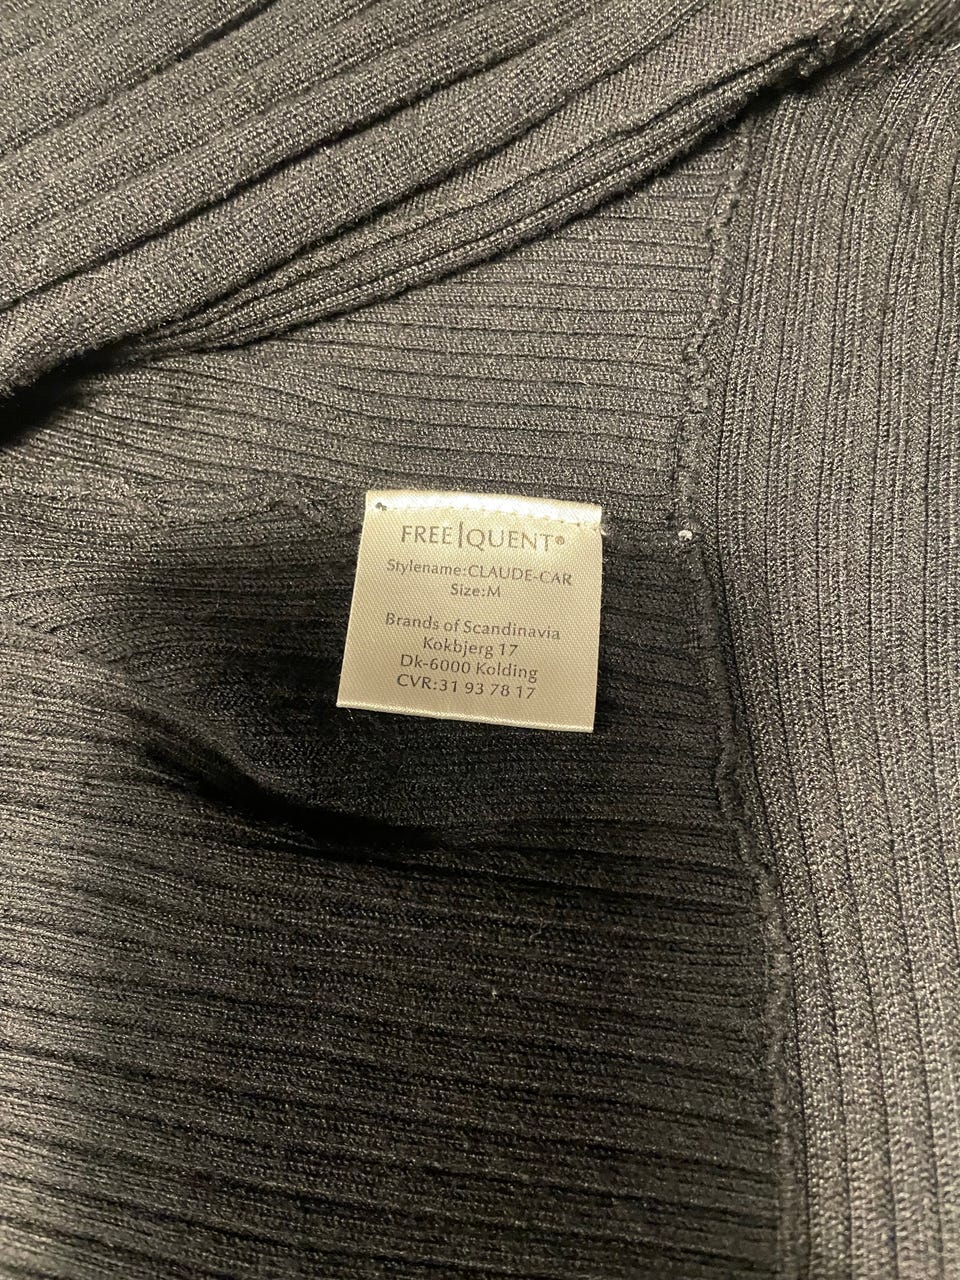 FREE|QUENT®
Stylename:CLAUDE-CAR
Size:M
Brands of Scandinavia
Kokbjerg 17
Dk-6000 Kolding
CVR:31 93 78 17